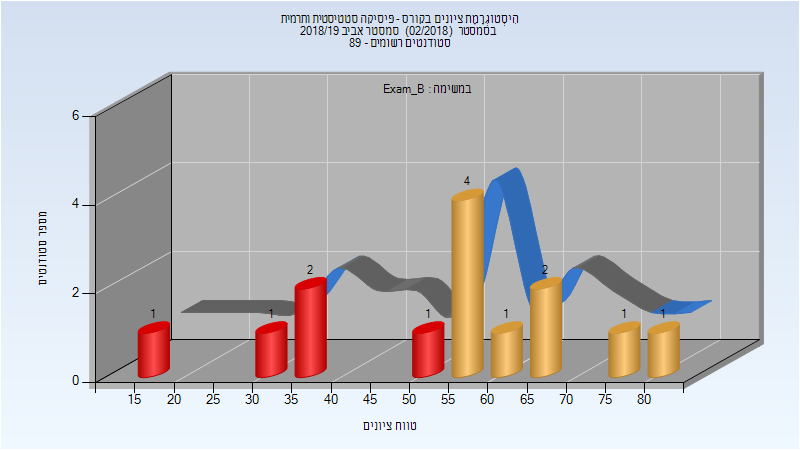 הִיסְטוֹגְרַמַת ציונים בקורס - פיסיקה סטטיסטית ותרמית
בסמסטר (02/2018) סמסטר אביב 2018/19
סטודנטים רשומים - 89
במשימה : Exam_B
מספר סטודנטים
6
4
2
0
1
1
2
1
4
1
2
1
1
15 20 25 30 35 40 45 50 55 60 65 70 75 80
טווח ציונים